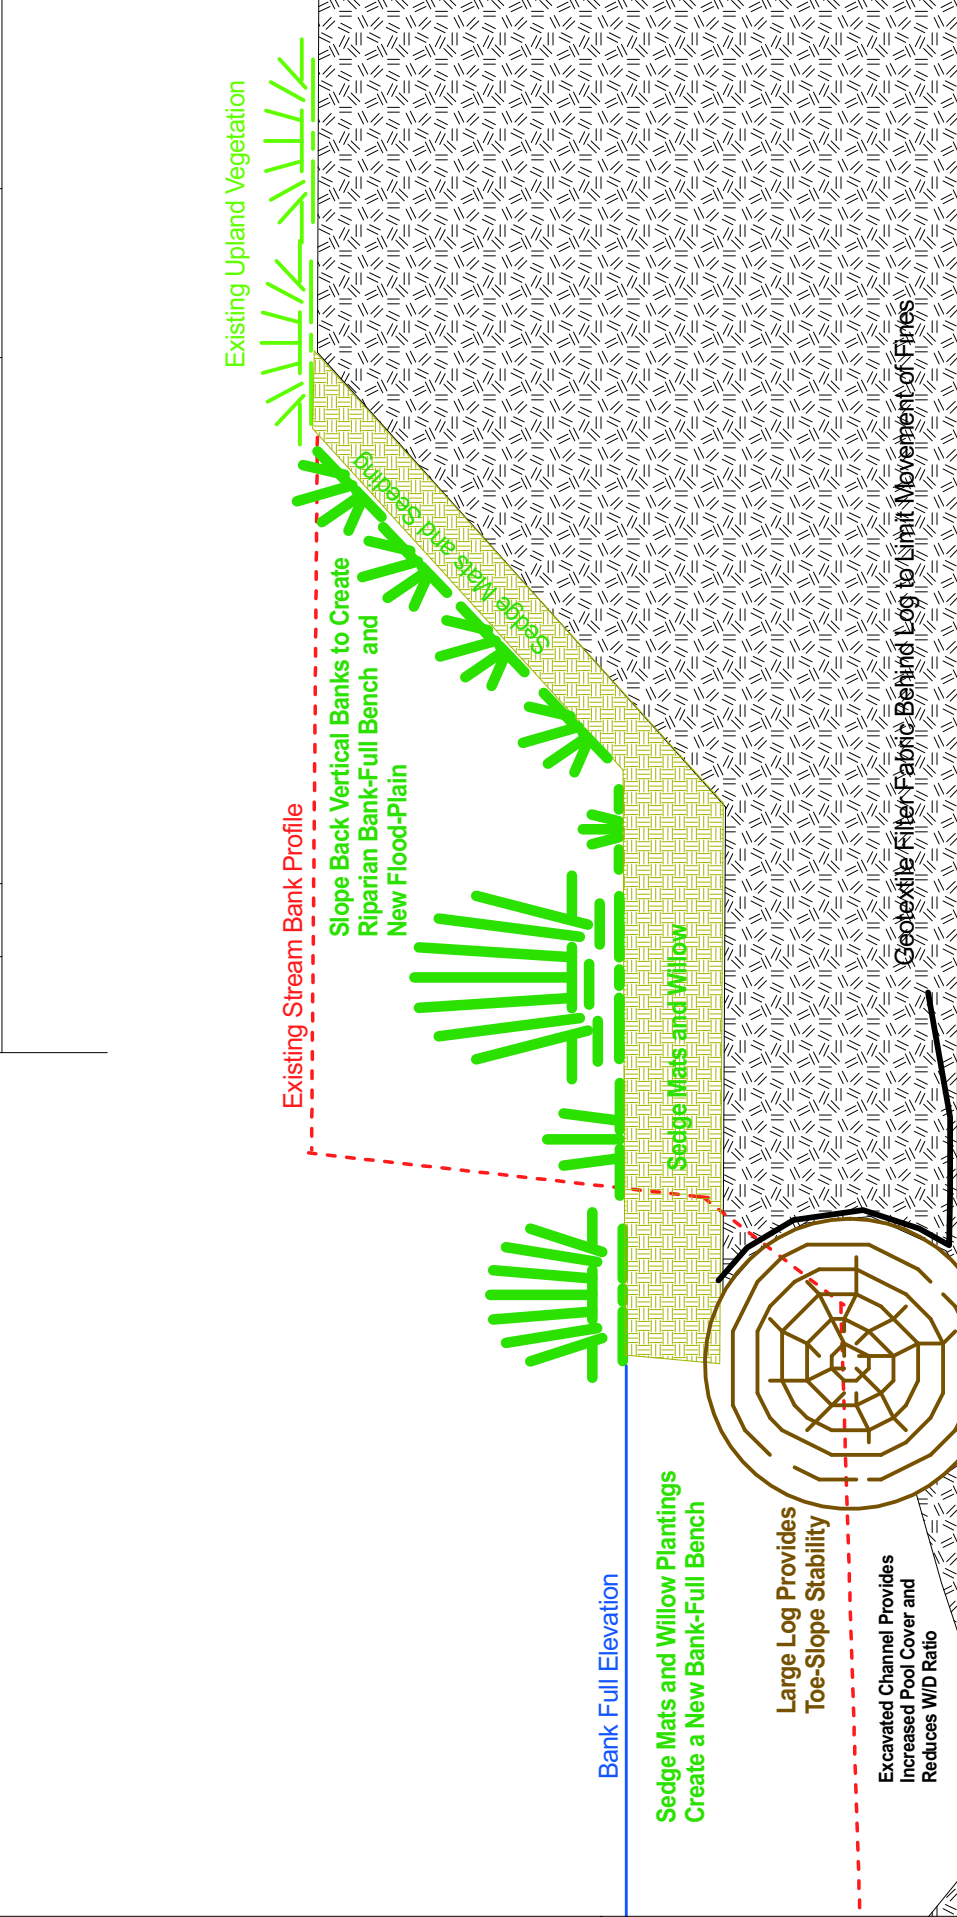 Existing Upland Vegetation
Existing Stream Bank Profile
Slope Back Vertical Banks to Create
Riparian Bank-Full Bench and
New Flood-Plain
Sedge Mats and Seeding
Sedge Mats and Willow
Bank Full Elevation
Sedge Mats and Willow Plantings
Create a New Bank-Full Bench
Large Log Provides
Toe-Slope Stability
Excavated Channel Provides
Increased Pool Cover and
Reduces W/D Ratio
Geotextile Filter Fabric Behind Log to Limit Movement of Fines